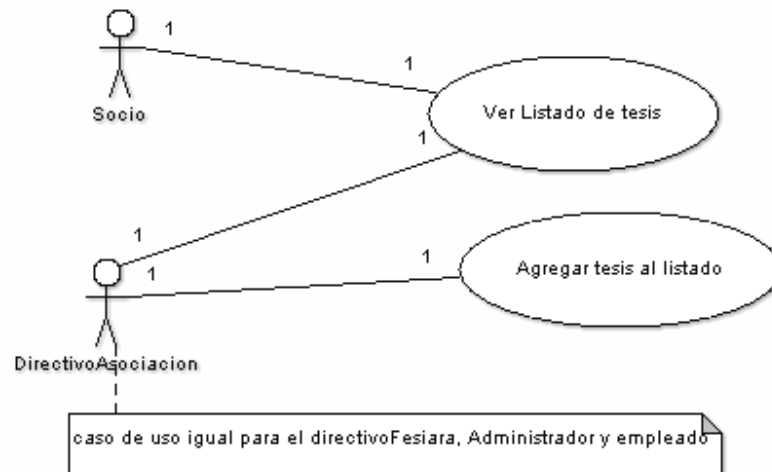 1
1
Socio
Ver Listado de tesis
1
1
1
1
Agregar tesis al listado
DirectivoAsociacion
caso de uso igual para el directivoFesiara, Administrador y empleado